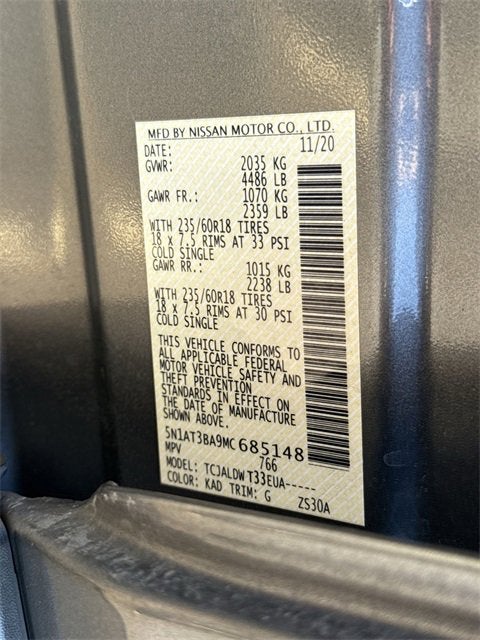 MFD BY NISSAN MOTOR CO., LTD.
DATE: 11/20
GVWR: 2035 KG
4486 LB
GAWR FR.: 1070 KG
2359 LB
WITH 235/60R18 TIRES
18 x 7.5 RIMS AT 33 PSI
COLD SINGLE
GAWR RR.: 1015 KG
2238 LB
WITH 235/60R18 TIRES
18 x 7.5 RIMS AT 30 PSI
COLD SINGLE
THIS VEHICLE CONFORMS TO
ALL APPLICABLE FEDERAL
MOTOR VEHICLE SAFETY AND
THEFT PREVENTION
STANDARDS IN EFFECT ON
THE DATE OF MANUFACTURE
SHOWN ABOVE.
5N1AT3BA9MC685148
MPV 766
MODEL: TCJALDWT33EUA-----
COLOR: KAD TRIM: G ZS30A